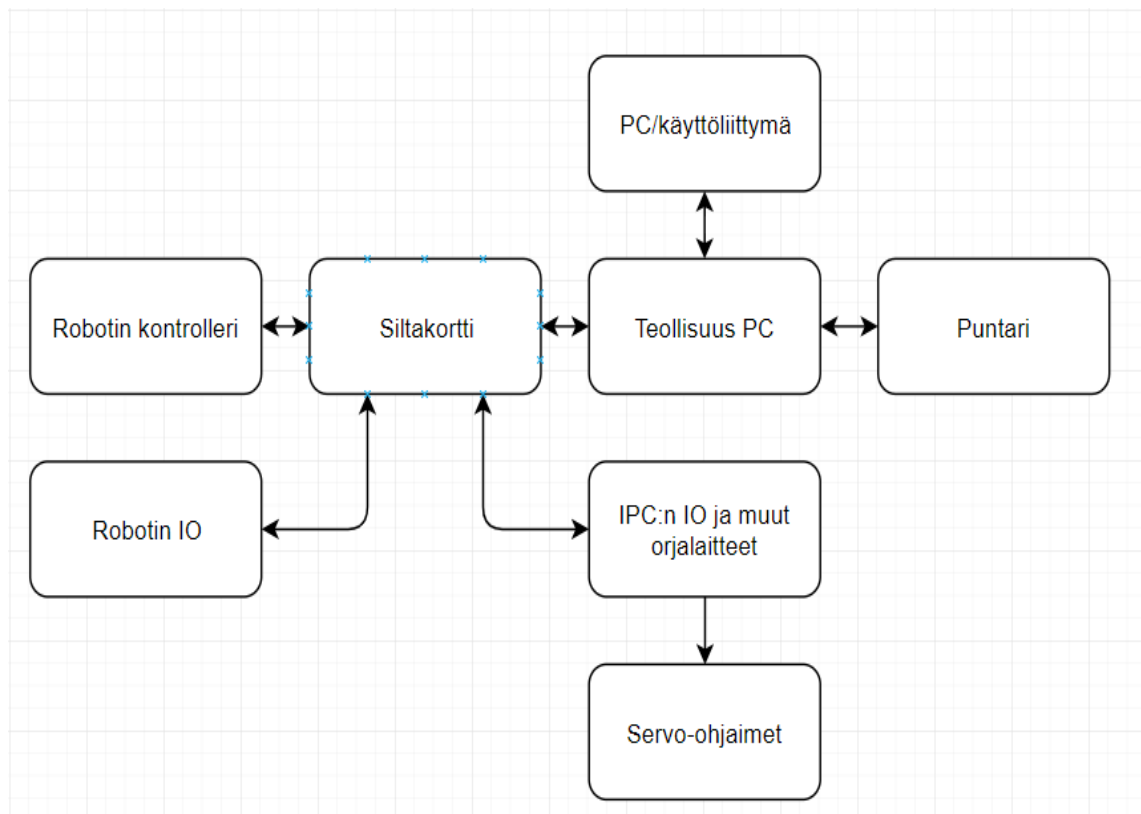 PC/käyttöliittymä
Robotin kontrolleri
Siltakortti
Teollisuus PC
Puntari
Robotin IO
IPC:n IO ja muut
orjalaitteet
Servo-ohjaimet